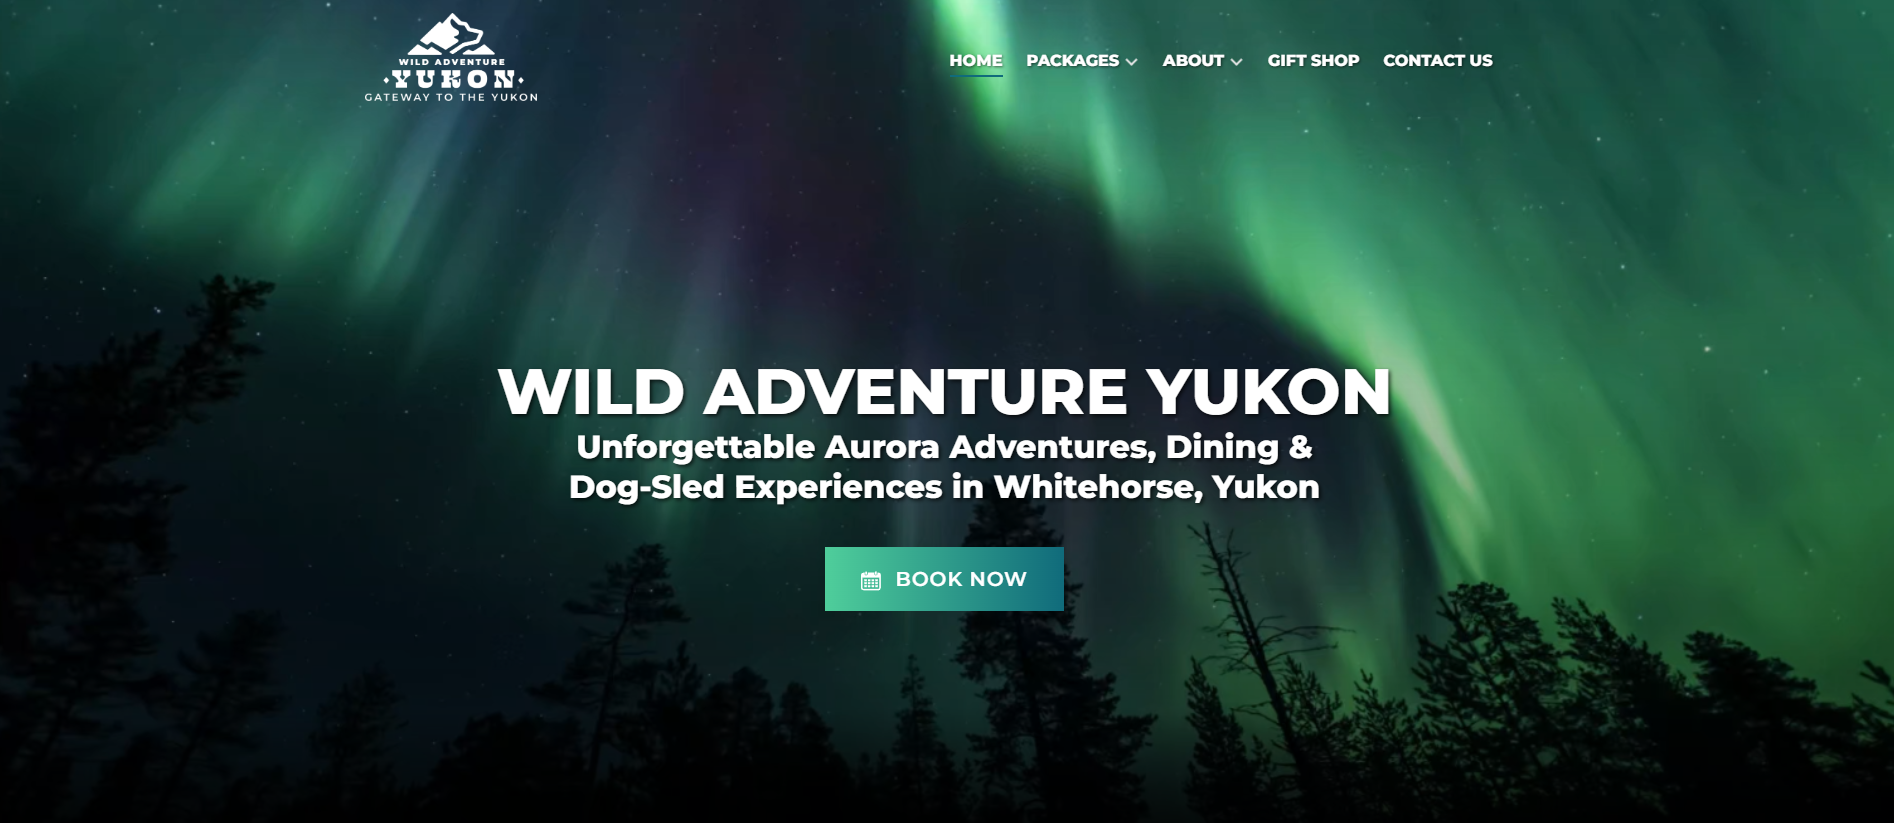 WILD ADVENTURE
YUKON
GATEWAY TO THE YUKON
HOME
PACKAGES
ABOUT
GIFT SHOP
CONTACT US
WILD ADVENTURE YUKON
Unforgettable Aurora Adventures, Dining &
Dog-Sled Experiences in Whitehorse, Yukon
BOOK NOW